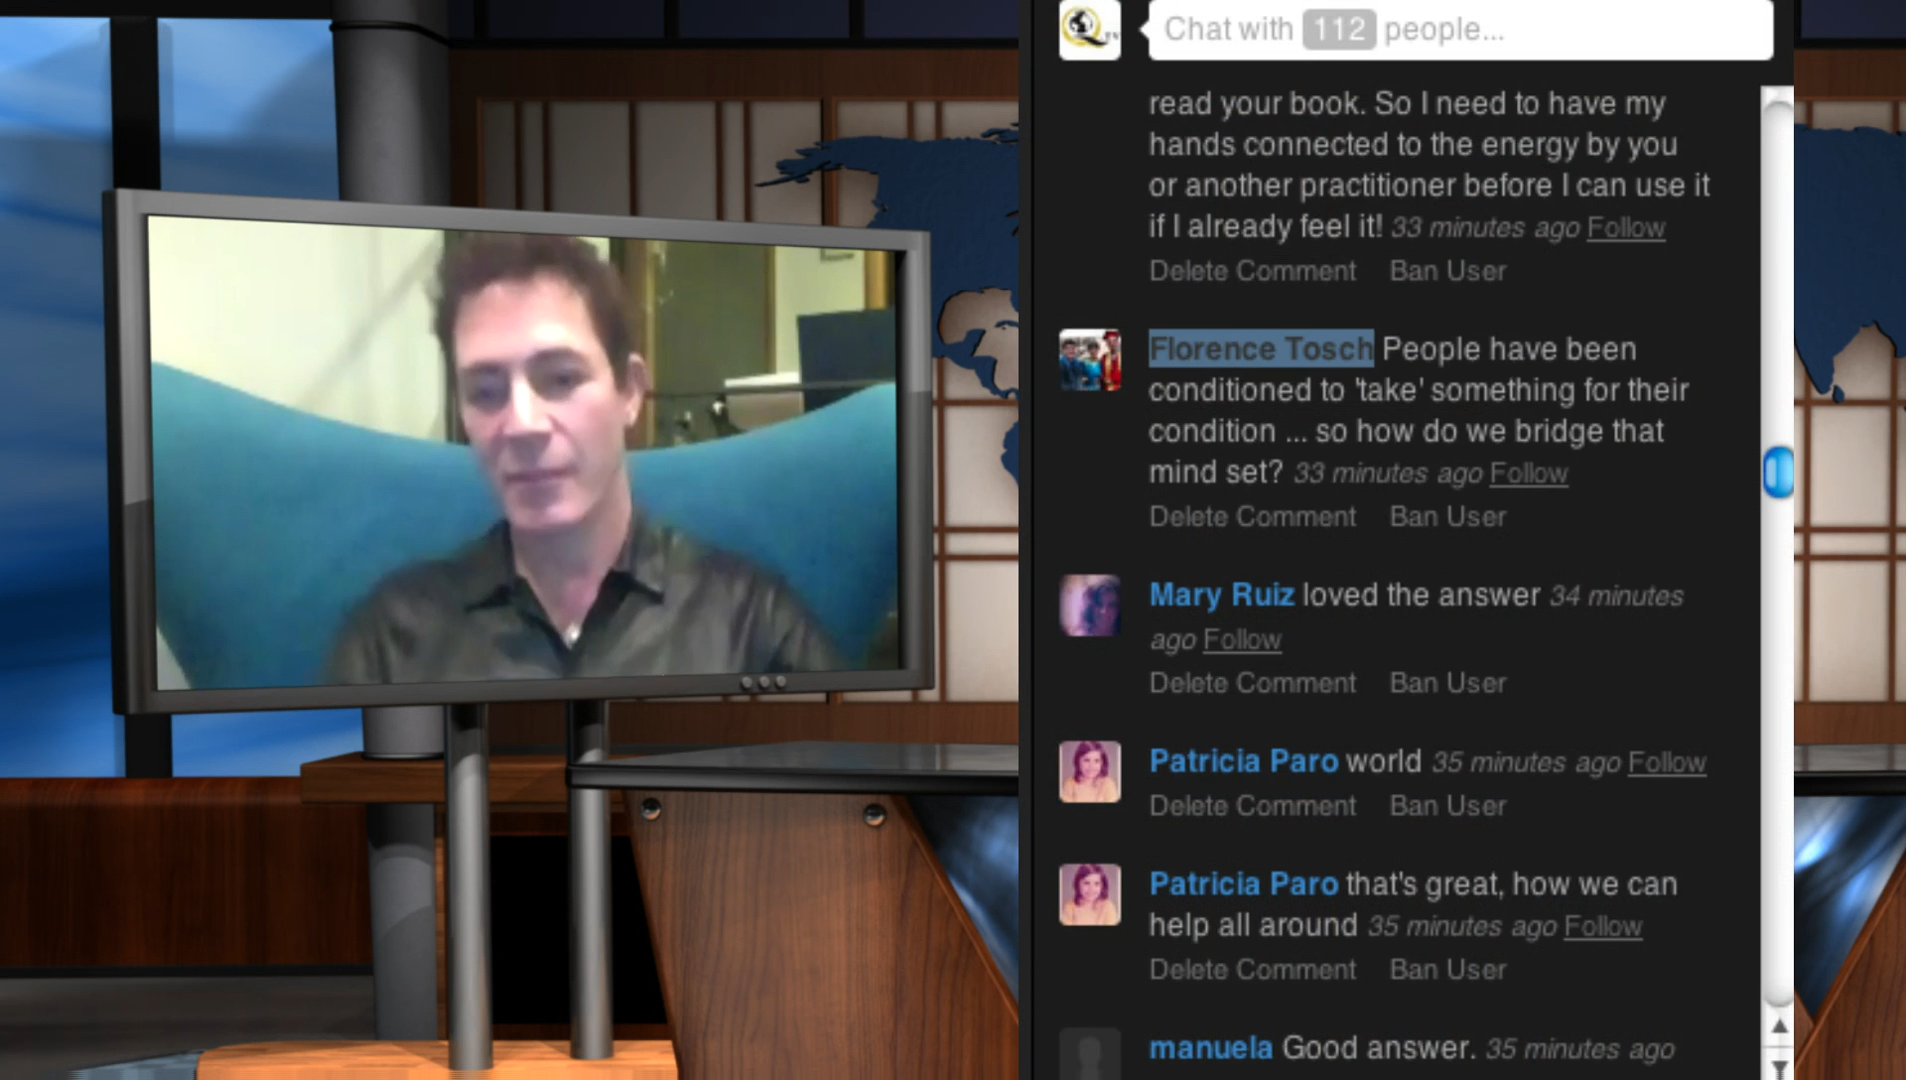 Chat with 112 people...
read your book. So I need to have my
hands connected to the energy by you
or another practitioner before I can use it
if I already feel it! 33 minutes ago Follow
Delete Comment Ban User
Florence Tosch People have been
conditioned to 'take' something for their
condition ... so how do we bridge that
mind set? 33 minutes ago Follow
Delete Comment Ban User
Mary Ruiz loved the answer 34 minutes
ago Follow
Delete Comment Ban User
Patricia Paro world 35 minutes ago Follow
Delete Comment Ban User
Patricia Paro that's great, how we can
help all around 35 minutes ago Follow
Delete Comment Ban User
manuela Good answer. 35 minutes ago